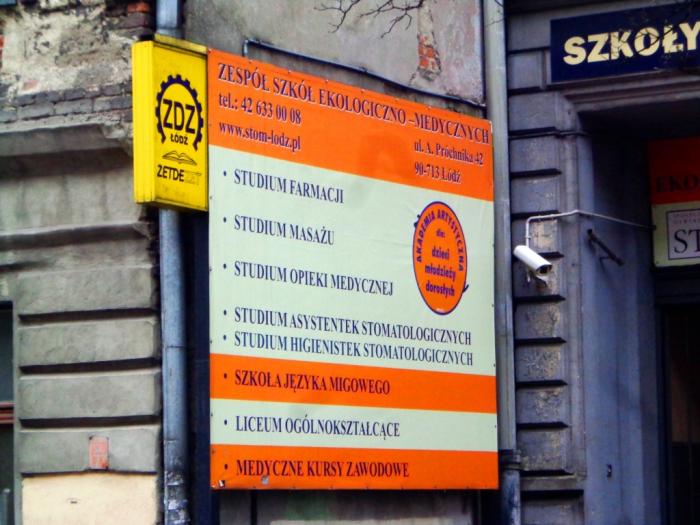 ZDZ
ŁÓDŹ
ZETDEZET
ZESPÓŁ SZKÓŁ EKOLOGICZNO –MEDYCZNYCH
tel.: 42 633 00 08
ul. A. Próchnika 42
www.stom-lodz.pl
90-713 Łódź
• STUDIUM FARMACJI
• STUDIUM MASAŻU
• STUDIUM OPIEKI MEDYCZNEJ
• STUDIUM ASYSTENTEK STOMATOLOGICZNYCH
• STUDIUM HIGIENISTEK STOMATOLOGICZNYCH
• SZKOŁA JĘZYKA MIGOWEGO
• LICEUM OGÓLNOKSZTAŁCĄCE
• MEDYCZNE KURSY ZAWODOWE
AKADEMIA ARTYSTYCZNA
dla:
dzieci
młodzieży
dorosłych
SZKOŁY